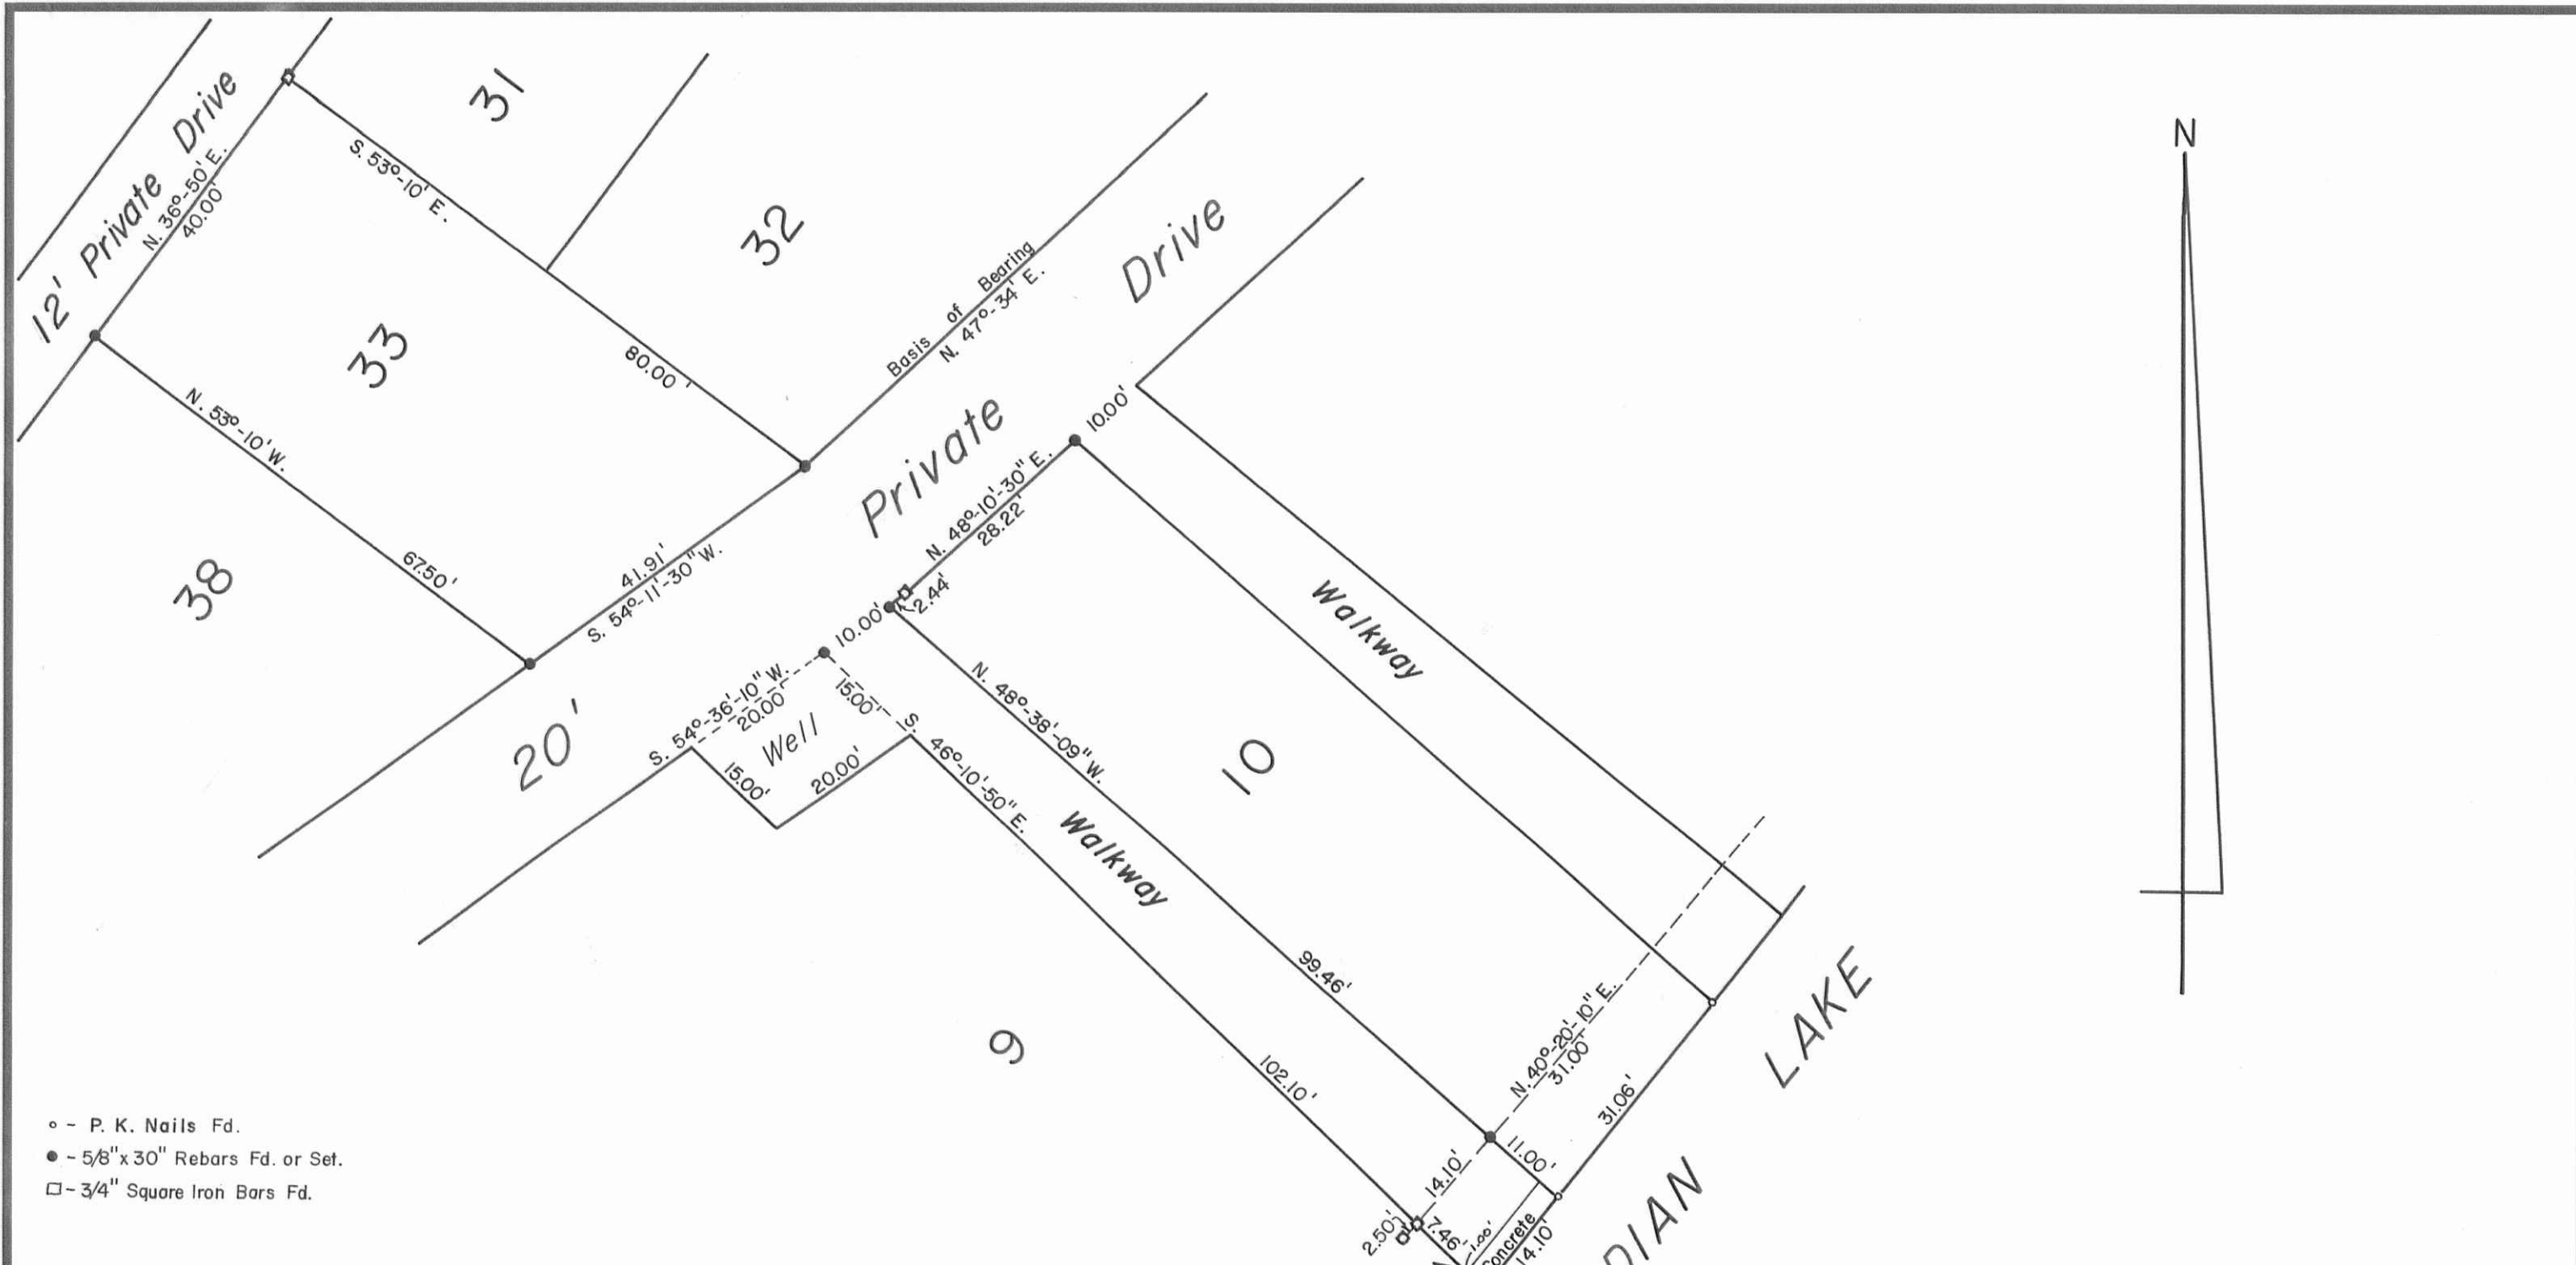 12' Private Drive
N. 36°-50' E.
40.00'
31
S. 53°-10' E.
80.00'
32
33
N. 53°-10' W.
67.50'
38
Basis of Bearing
N. 47°-34' E.
41.91'
S. 54°-11'-30" W.
20' Private Drive
10.00'
N. 48°-10'-30" E.
28.22'
2.44'
10.00'
S. 54°-36'-10" W.
20.00'
15.00'
Well
15.00'
20.00'
S. 46°-10'-50" E.
102.10'
Walkway
N. 48°-38'-09" W.
99.46'
10
Walkway
9
N. 40°-20'-10" E.
31.00'
31.06'
11.00'
14.10'
2.50'
7.46'
1.00'
oncrete
14.10'
DIAN LAKE
N
o - P. K. Nails Fd.
● - 5/8"x 30" Rebars Fd. or Set.
□ - 3/4" Square Iron Bars Fd.